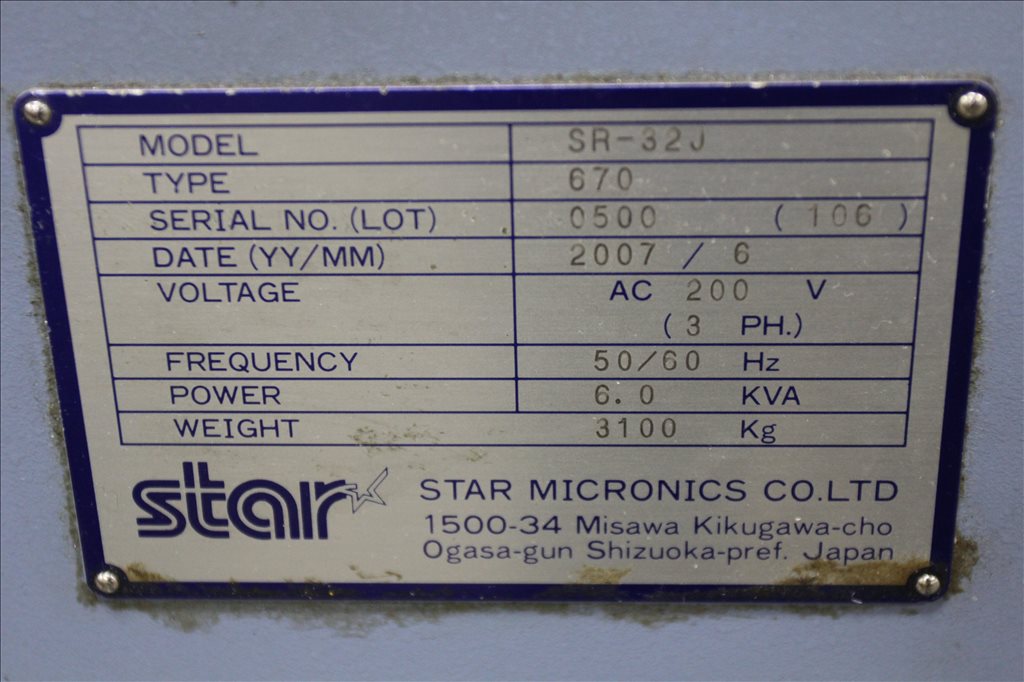 MODEL SR-32J
TYPE 670
SERIAL NO. (LOT) 0500 ( 106 )
DATE (YY/MM) 2007 / 6
VOLTAGE AC 200 V
( 3 PH.)
FREQUENCY 50/60 Hz
POWER 6.0 KVA
WEIGHT 3100 Kg
star STAR MICRONICS CO.LTD
1500-34 Misawa Kikugawa-cho
Ogasa-gun Shizuoka-pref. Japan